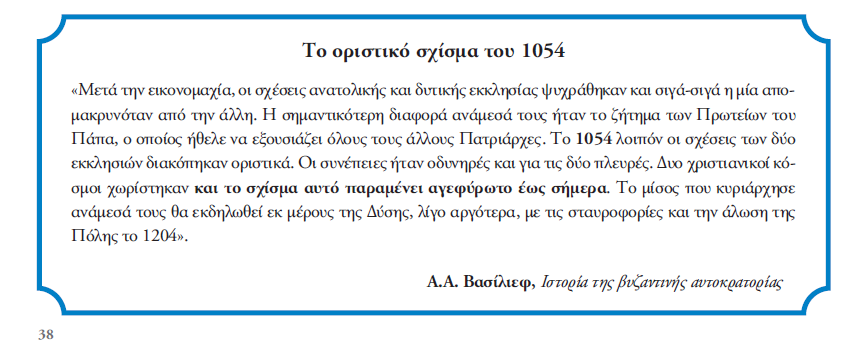 Το οριστικό σχίσμα του 1054
«Μετά την εικονομαχία, οι σχέσεις ανατολικής και δυτικής εκκλησίας ψυχράθηκαν και σιγά-σιγά η μία απο-
μακρυνόταν από την άλλη. Η σημαντικότερη διαφορά ανάμεσά τους ήταν το ζήτημα των Πρωτείων του
Πάπα, ο οποίος ήθελε να εξουσιάζει όλους τους άλλους Πατριάρχες. Το 1054 λοιπόν οι σχέσεις των δύο
εκκλησιών διακόπηκαν οριστικά. Οι συνέπειες ήταν οδυνηρές και για τις δύο πλευρές. Δυο χριστιανικοί κό-
σμοι χωρίστηκαν και το σχίσμα αυτό παραμένει αγεφύρωτο έως σήμερα. Το μίσος που κυριάρχησε
ανάμεσά τους θα εκδηλωθεί εκ μέρους της Δύσης, λίγο αργότερα, με τις σταυροφορίες και την άλωση της
Πόλης το 1204».
Α.Α. Βασίλιεφ, Ιστορία της βυζαντινής αυτοκρατορίας
38